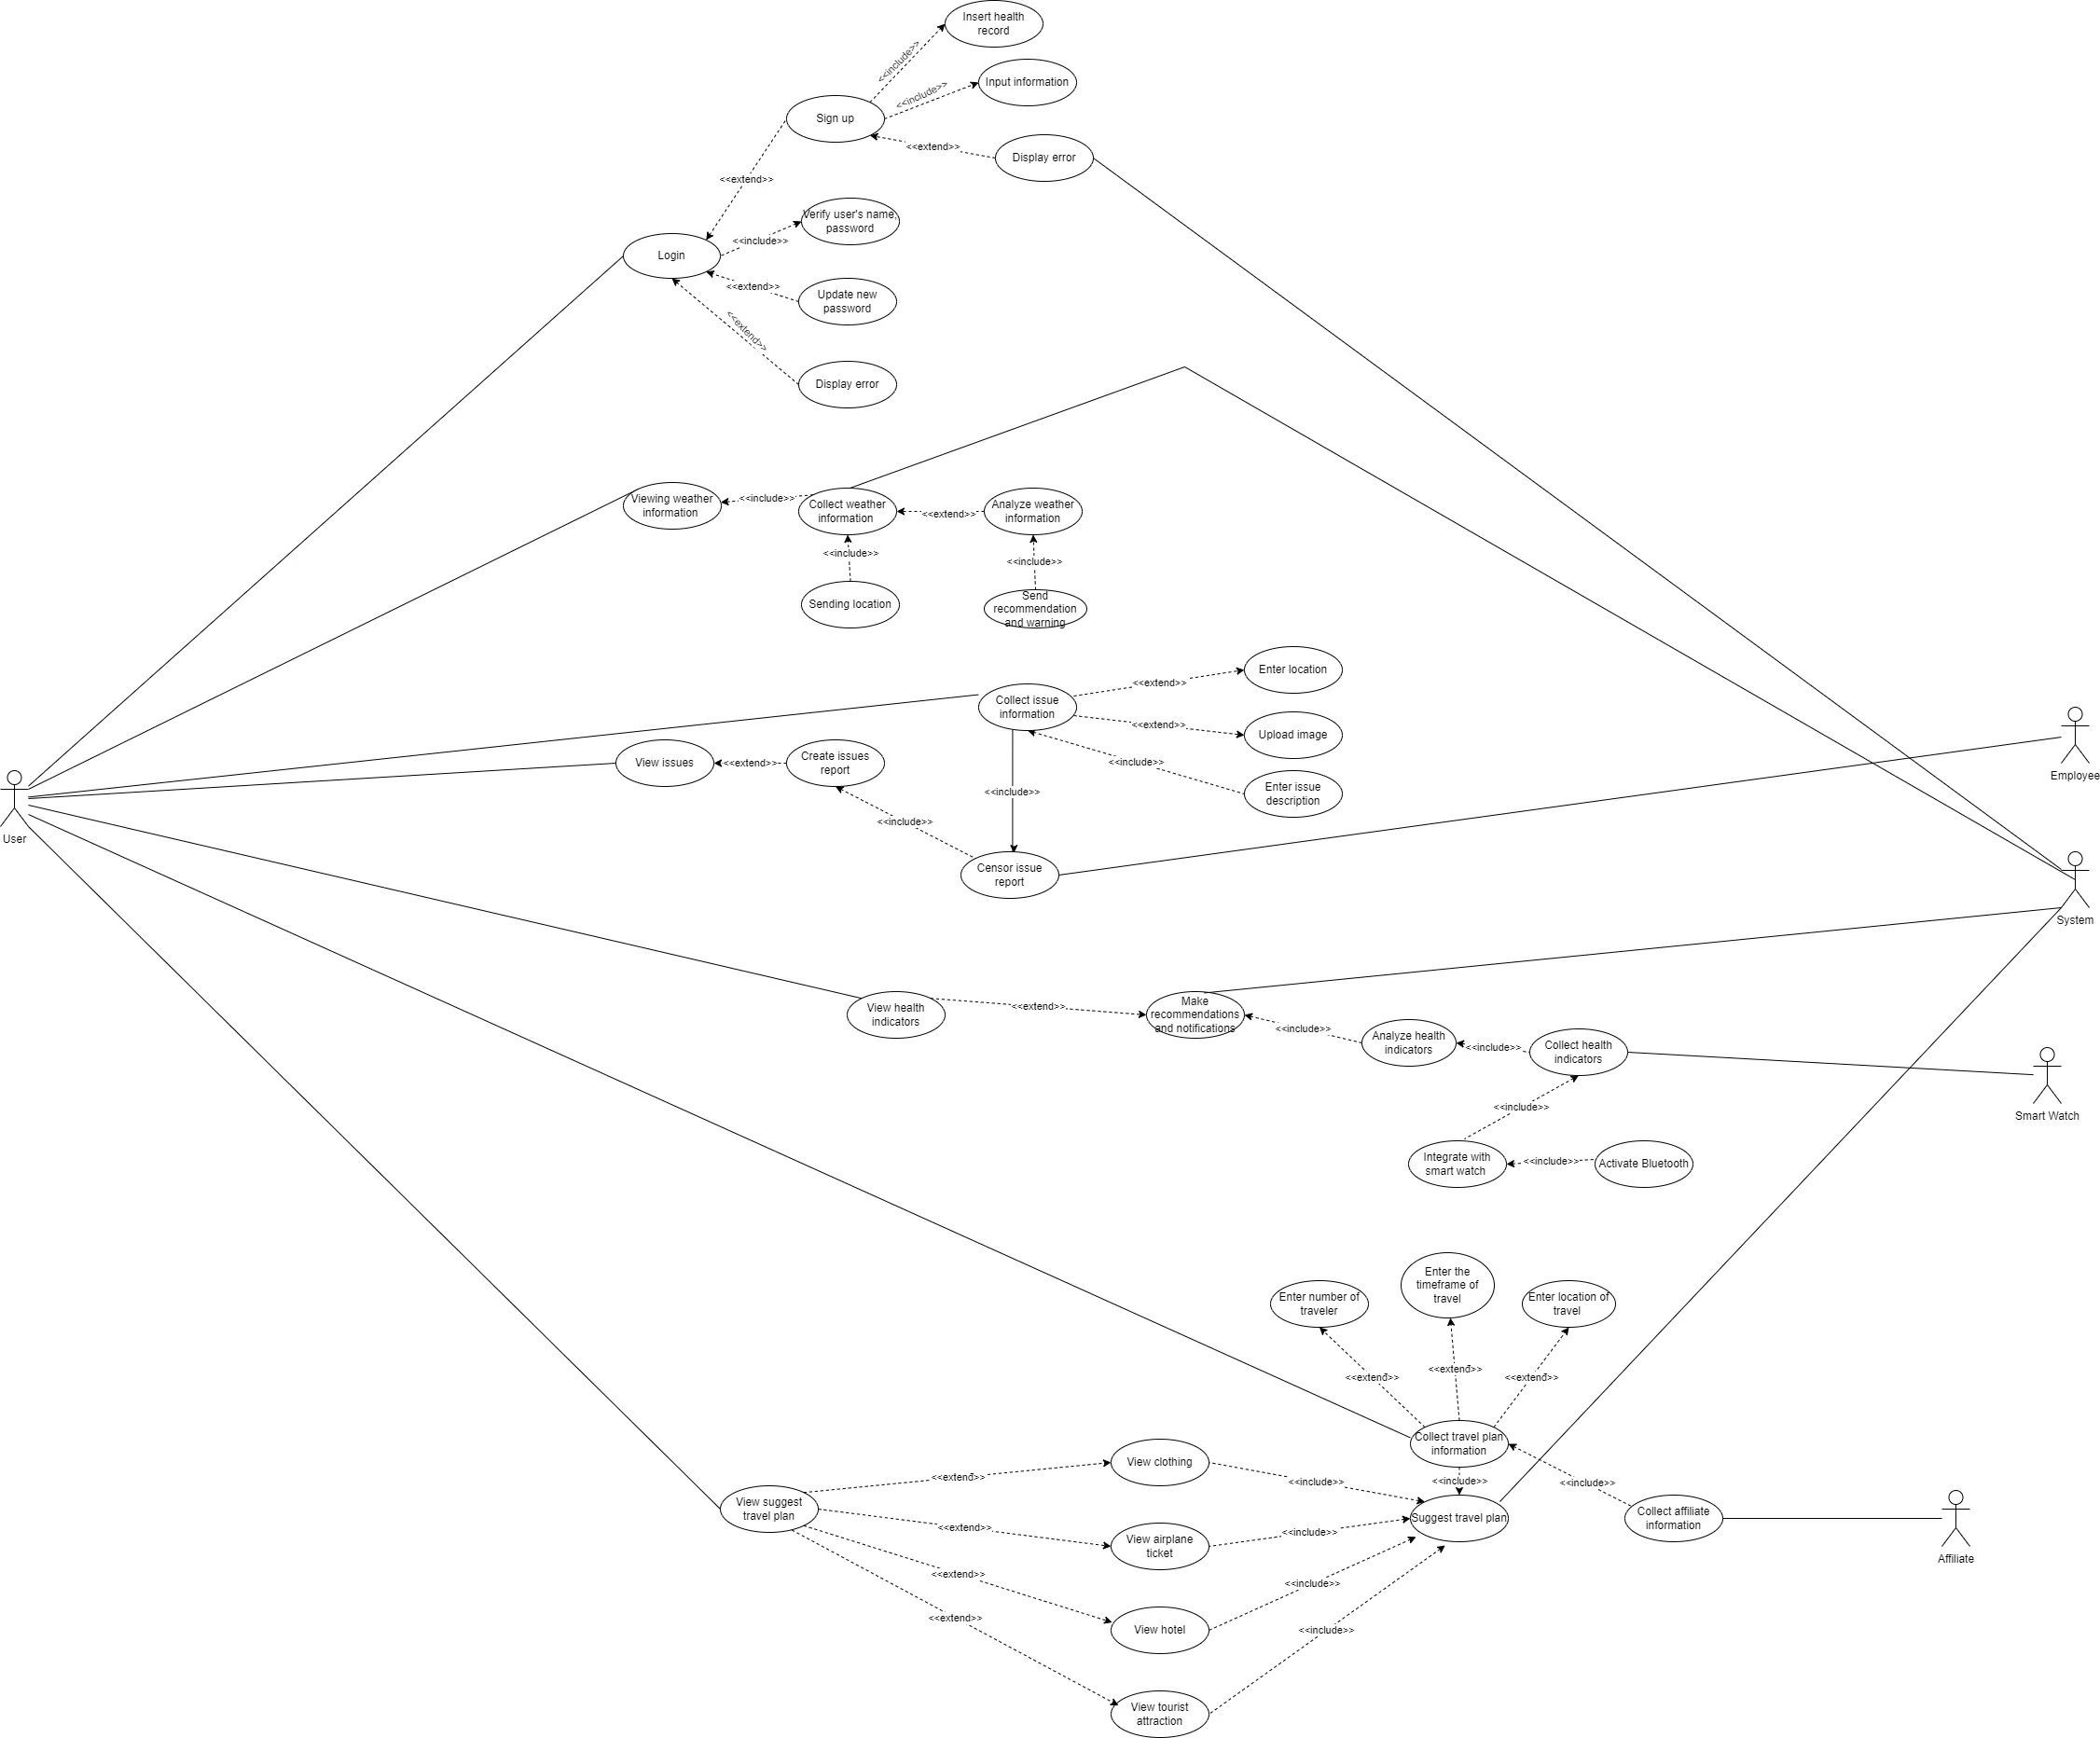 Insert health
record
<<include>>
Input information
<<include>>
Sign up
<<extend>>
Display error
<<extend>>
Verify user's name,
password
<<include>>
Login
<<extend>>
Update new
password
<<extend>>
Display error
Viewing weather
information
<<include>>
Collect weather
information
<<extend>>
Analyze weather
information
<<include>>
<<include>>
Sending location
Send
recommendation
and warning
Enter location
<<extend>>
Collect issue
information
<<extend>>
Upload image
View issues
<<extend>>
Create issues
report
<<include>>
Enter issue
description
<<include>>
<<include>>
Censor issue
report
Employee
User
System
View health
indicators
<<extend>>
Make
recommendations
and notifications
<<include>>
Analyze health
indicators
<<include>>
Collect health
indicators
Smart Watch
<<include>>
Integrate with
smart watch
<<include>>
Activate Bluetooth
Enter number of
traveler
Enter the
timeframe of
travel
Enter location of
travel
<<extend>>
<<extend>>
<<extend>>
Collect travel plan
information
<<include>>
<<include>>
View clothing
<<extend>>
<<include>>
View suggest
travel plan
Suggest travel plan
Collect affiliate
information
Affiliate
<<extend>>
View airplane
ticket
<<include>>
<<extend>>
<<include>>
View hotel
<<extend>>
<<include>>
View tourist
attraction